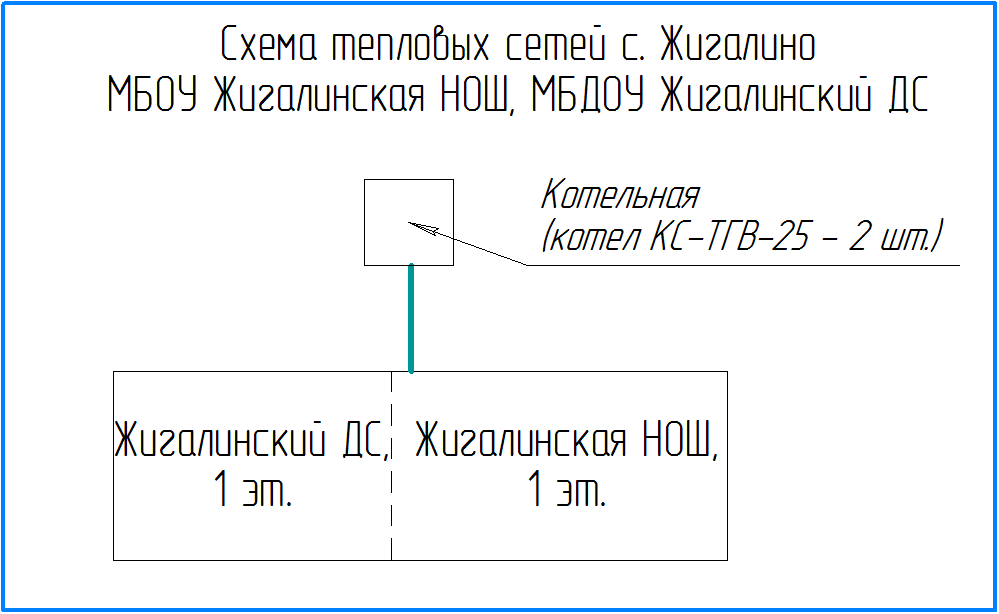 Схема тепловых сетей с. Жигалино
МБОУ Жигалинская НОШ, МБДОУ Жигалинский ДС
Котельная
(котел КС-ТГВ-25 - 2 шт.)
Жигалинский ДС,
1 эт.
Жигалинская НОШ,
1 эт.